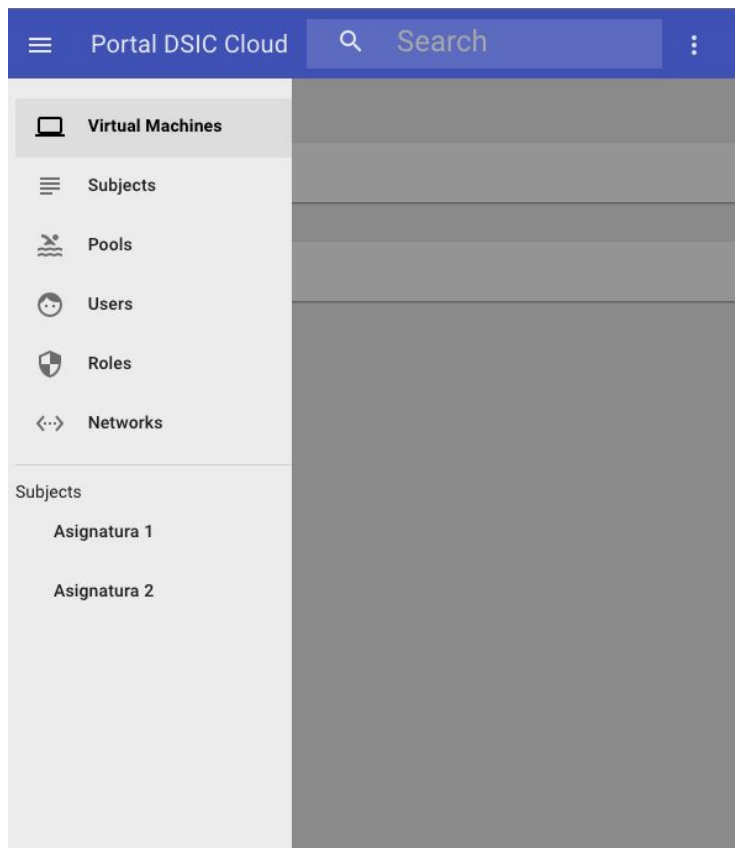 Portal DSIC Cloud
Search
Virtual Machines
Subjects
Pools
Users
Roles
Networks
Subjects
Asignatura 1
Asignatura 2